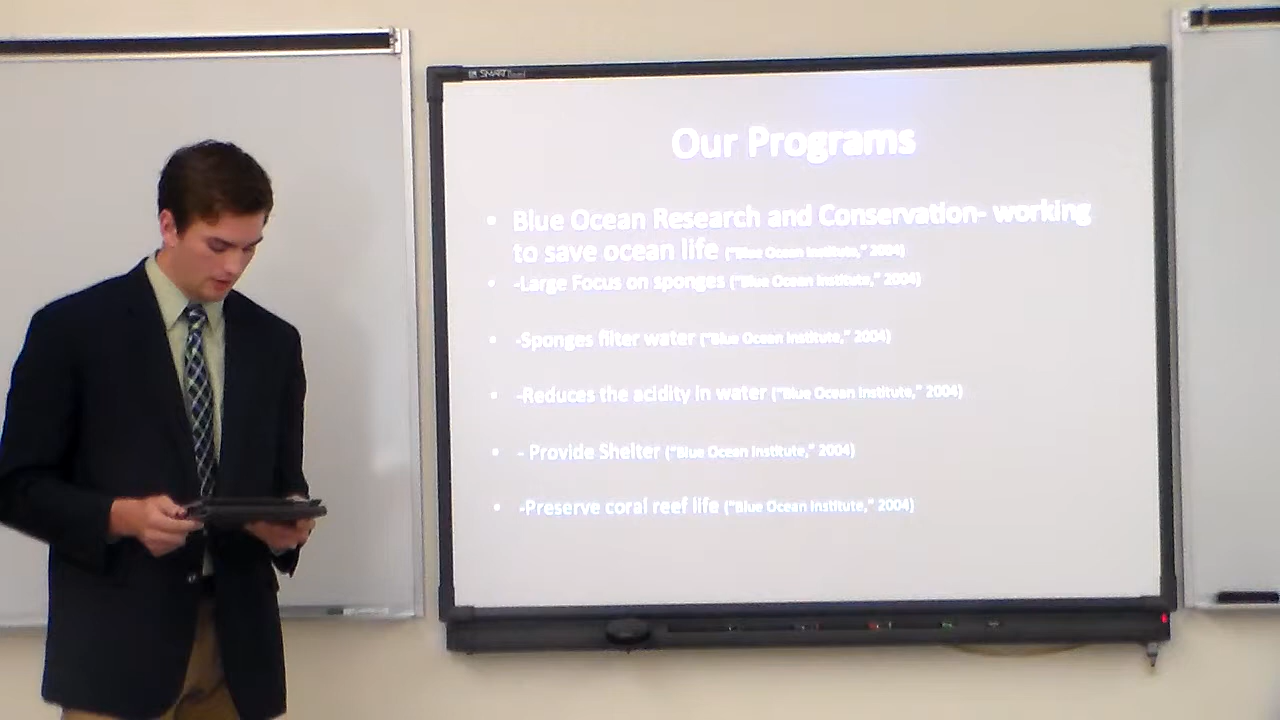 SMART
Our Programs
• Blue Ocean Research and Conservation- working
to save ocean life ("Blue Ocean Institute," 2004)
• -Large Focus on sponges ("Blue Ocean Institute," 2004)
• -Sponges filter water ("Blue Ocean Institute," 2004)
• -Reduces the acidity in water ("Blue Ocean Institute," 2004)
• - Provide Shelter ("Blue Ocean Institute," 2004)
• -Preserve coral reef life ("Blue Ocean Institute," 2004)